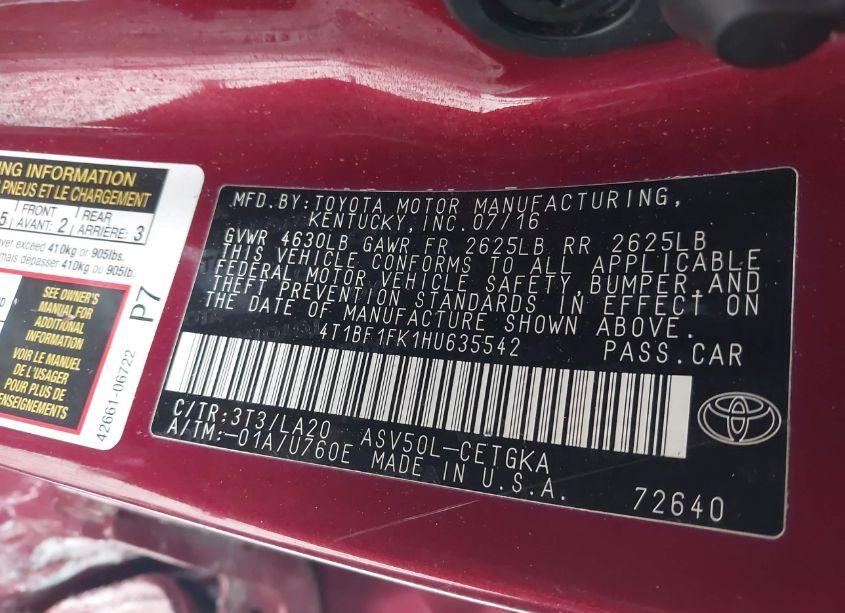 ING INFORMATION
PNEUS ET LE CHARGEMENT
5 FRONT AVANT: 2 REAR ARRIÈRE: 3
ver exceed 410kg or 905lbs.
mais dépasser 410kg ou 905lb.
SEE OWNER'S
MANUAL FOR
ADDITIONAL
INFORMATION
VOIR LE MANUEL
DE L'USAGER
POUR PLUS DE
RENSEIGNEMENTS
P7
42661-06722
MFD.BY:TOYOTA MOTOR MANUFACTURING,
KENTUCKY, INC.07/16
GVWR 4630LB GAWR FR 2625LB RR 2625LB
THIS VEHICLE CONFORMS TO ALL APPLICABLE
FEDERAL MOTOR VEHICLE SAFETY, BUMPER,AND
THEFT PREVENTION STANDARDS IN EFFECT ON
THE DATE OF MANUFACTURE SHOWN ABOVE.
4T1BF1FK1HU635542 PASS.CAR
C/TR:3T3/LA20 ASV50L-CETGKA
A/TM:-01A/U760E MADE IN U.S.A.
72640